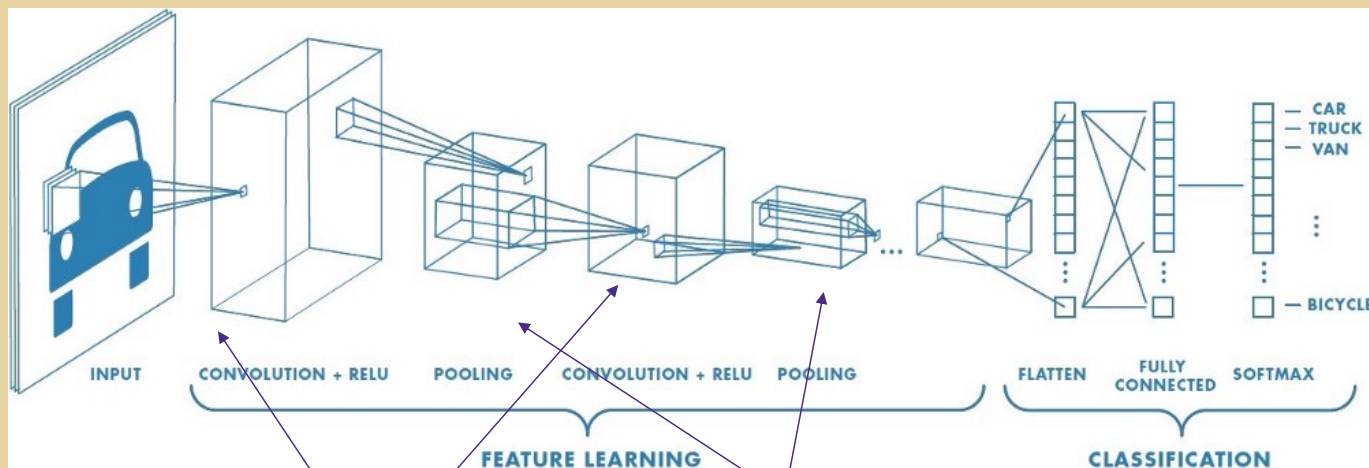 CAR
TRUCK
VAN
BICYCLE
INPUT
CONVOLUTION + RELU
POOLING
CONVOLUTION + RELU
POOLING
FLATTEN
FULLY
CONNECTED
SOFTMAX
FEATURE LEARNING
CLASSIFICATION